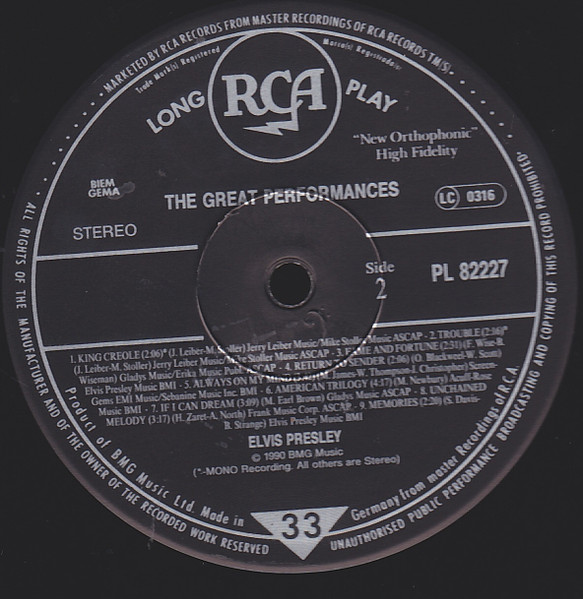 MARKETED BY RCA RECORDS FROM MASTER RECORDINGS OF RCA RECORDS TM(S).
Trade Mark(s) Registered
Marca(s) Registrada(s)
LONG PLAY
RCA
"New Orthophonic"
High Fidelity
BIEM
GEMA
THE GREAT PERFORMANCES
LC 0316
STEREO
Side
2
PL 82227
1. KING CREOLE (2:06)* (J. Leiber-M. Stoller) Jerry Leiber Music/Mike Stoller Music ASCAP - 2. TROUBLE (2:16)*
(J. Leiber-M. Stoller) Jerry Leiber Music/Mike Stoller Music ASCAP - 3. FAME AND FORTUNE (2:31) (F. Wise-B.
Wiseman) Gladys Music/Erika Music Publ. ASCAP - 4. RETURN TO SENDER (2:06) (O. Blackwell-W. Scott)
Elvis Presley Music BMI - 5. ALWAYS ON MY MIND James-W. Thompson-J. Christopher) Screen-
Gems EMI Music/Sebanine Music Inc. BMI - 6. AMERICAN TRILOGY (4:17) (M. Newbury) Acuff Rose
Music BMI - 7. IF I CAN DREAM (3:09) (M. Earl Brown) Gladys Music ASCAP - 8. UNCHAINED
MELODY (3:17) (H. Zaret-A. North) Frank Music Corp. ASCAP - 9. MEMORIES (2:20) (S. Davis-
B. Strange) Elvis Presley Music BMI
ELVIS PRESLEY
© 1990 BMG Music
(*-MONO Recording. All others are Stereo)
Product of BMG Music Ltd. Made in Germany from master Recordings of R.C.A.
33
ALL RIGHTS OF THE MANUFACTURER AND OF THE OWNER OF THE RECORDED WORK RESERVED
UNAUTHORISED PUBLIC PERFORMANCE BROADCASTING AND COPYING OF THIS RECORD PROHIBITED